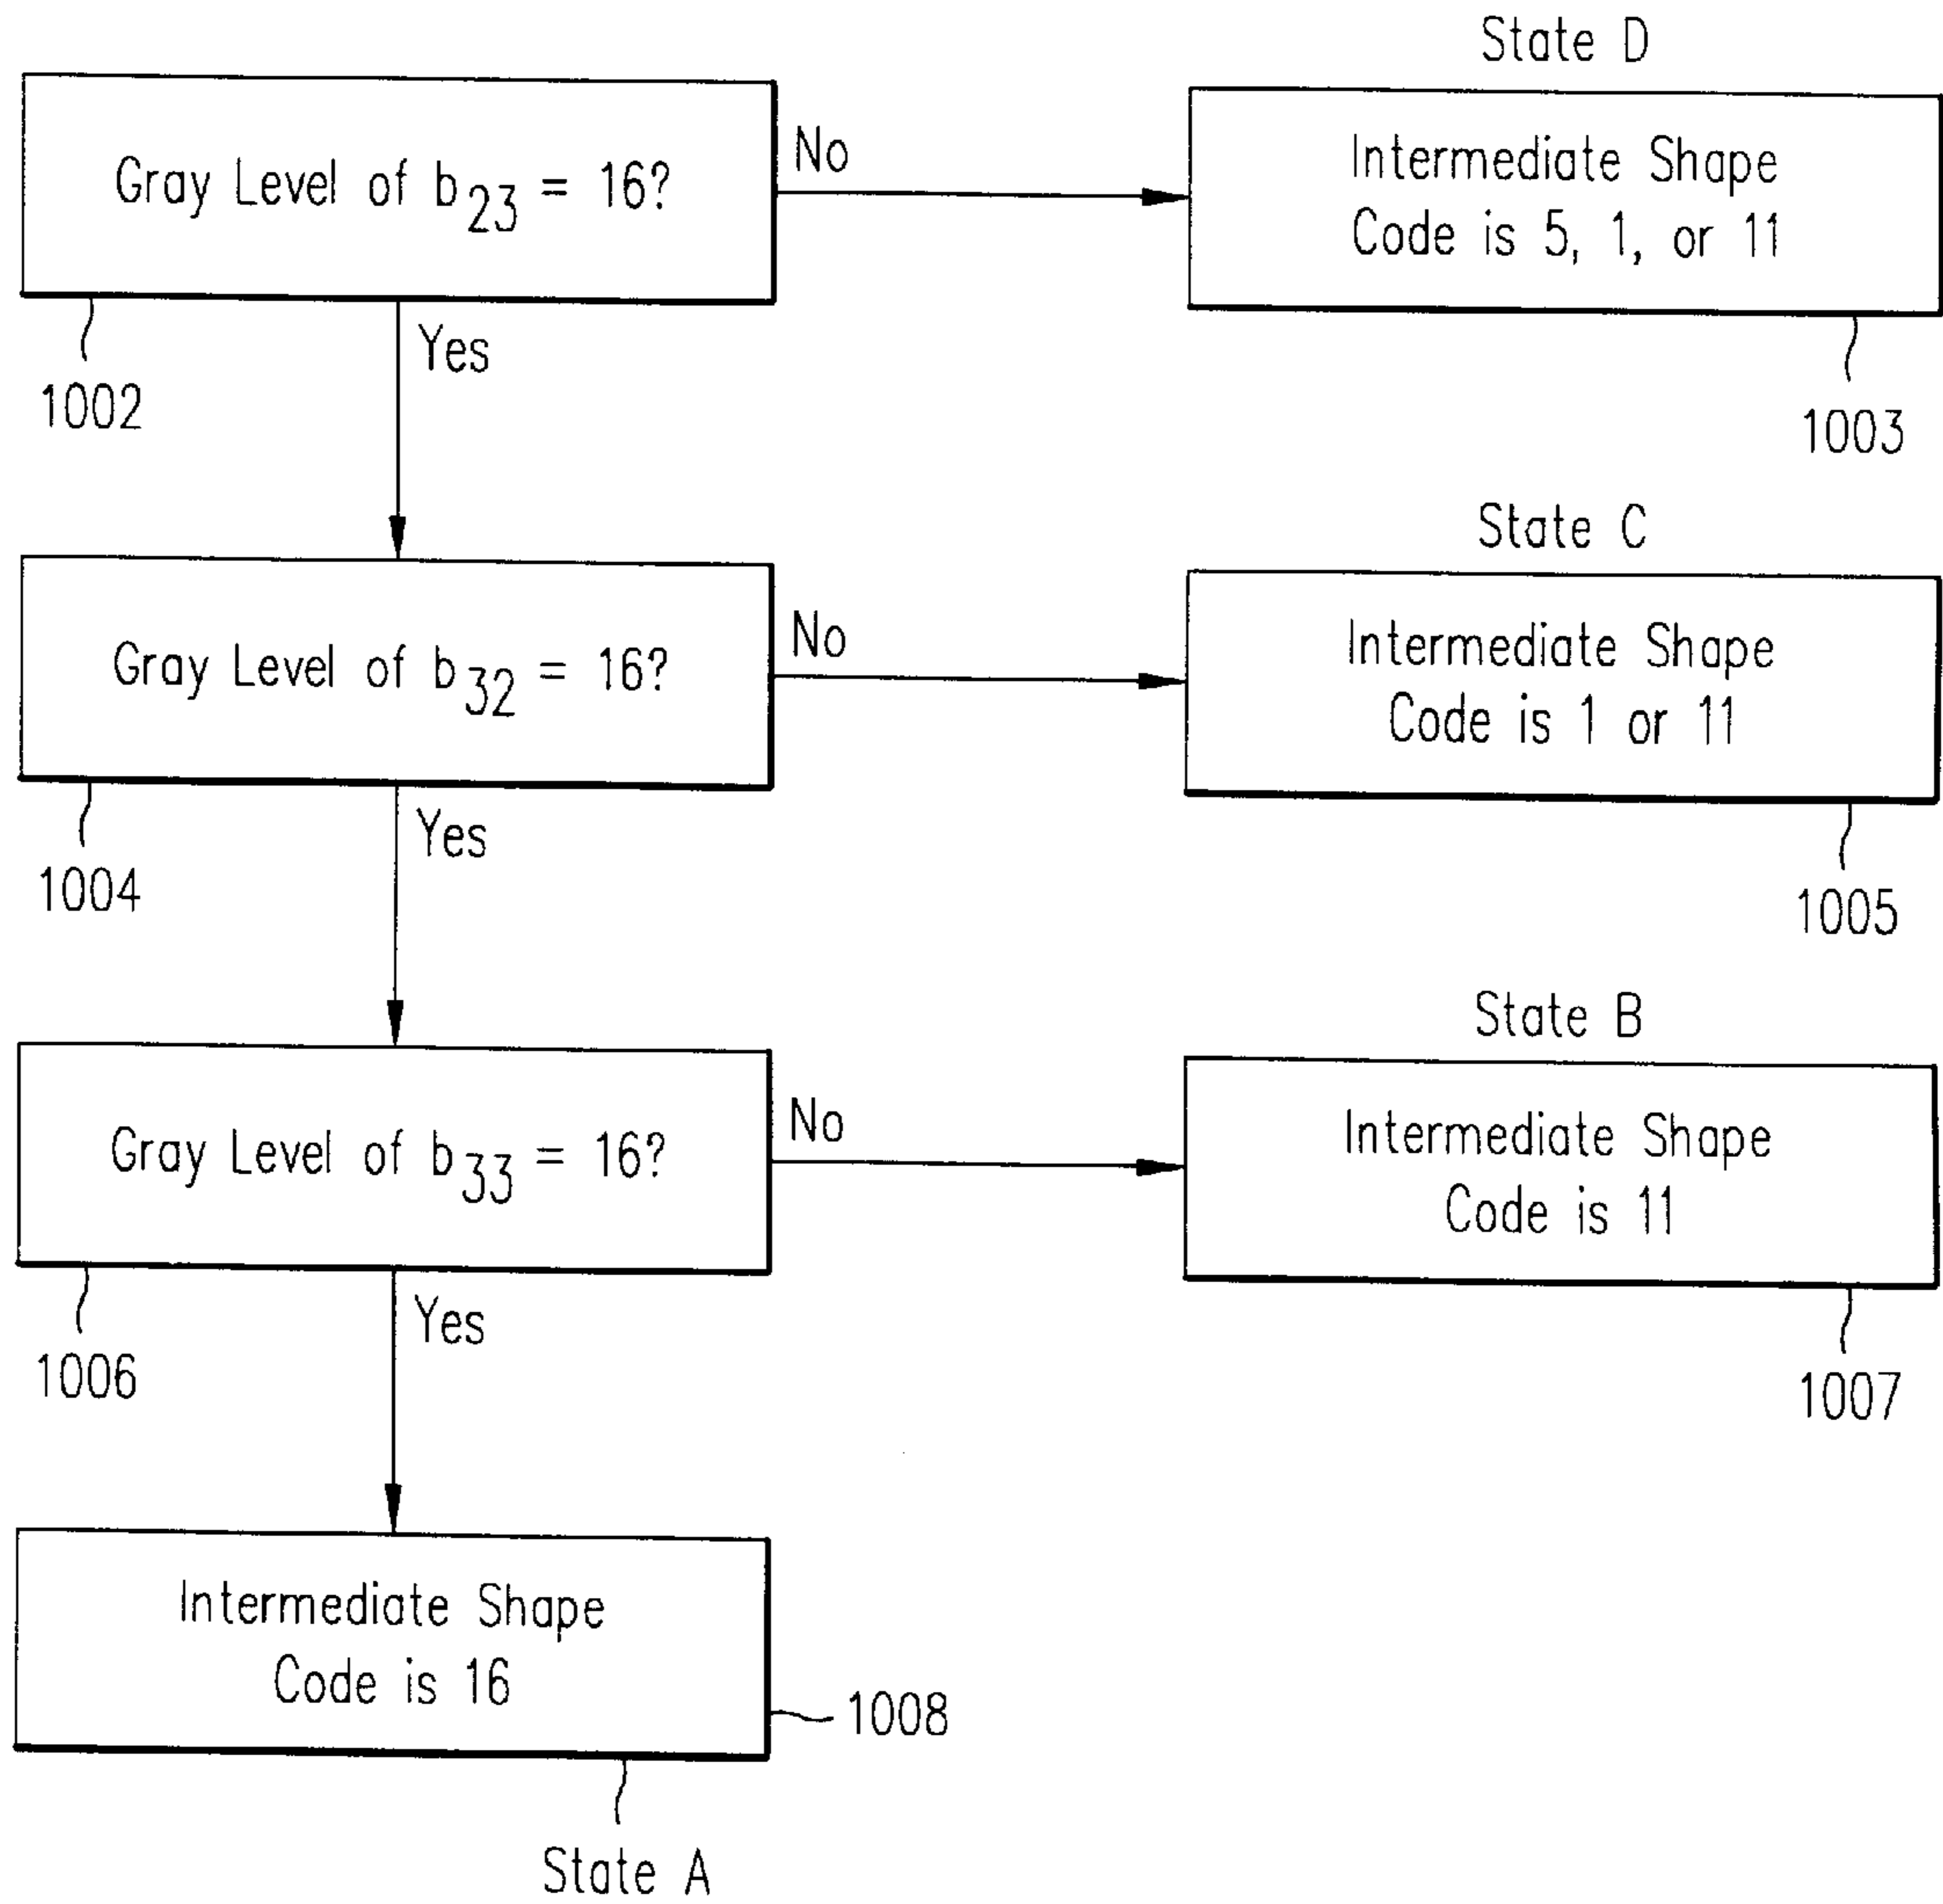 State D
Gray Level of b23 = 16?
No
Intermediate Shape
Code is 5, 1, or 11
Yes
1002
1003
State C
Gray Level of b32 = 16?
No
Intermediate Shape
Code is 1 or 11
Yes
1004
1005
State B
Gray Level of b33 = 16?
No
Intermediate Shape
Code is 11
Yes
1006
1007
Intermediate Shape
Code is 16
1008
State A